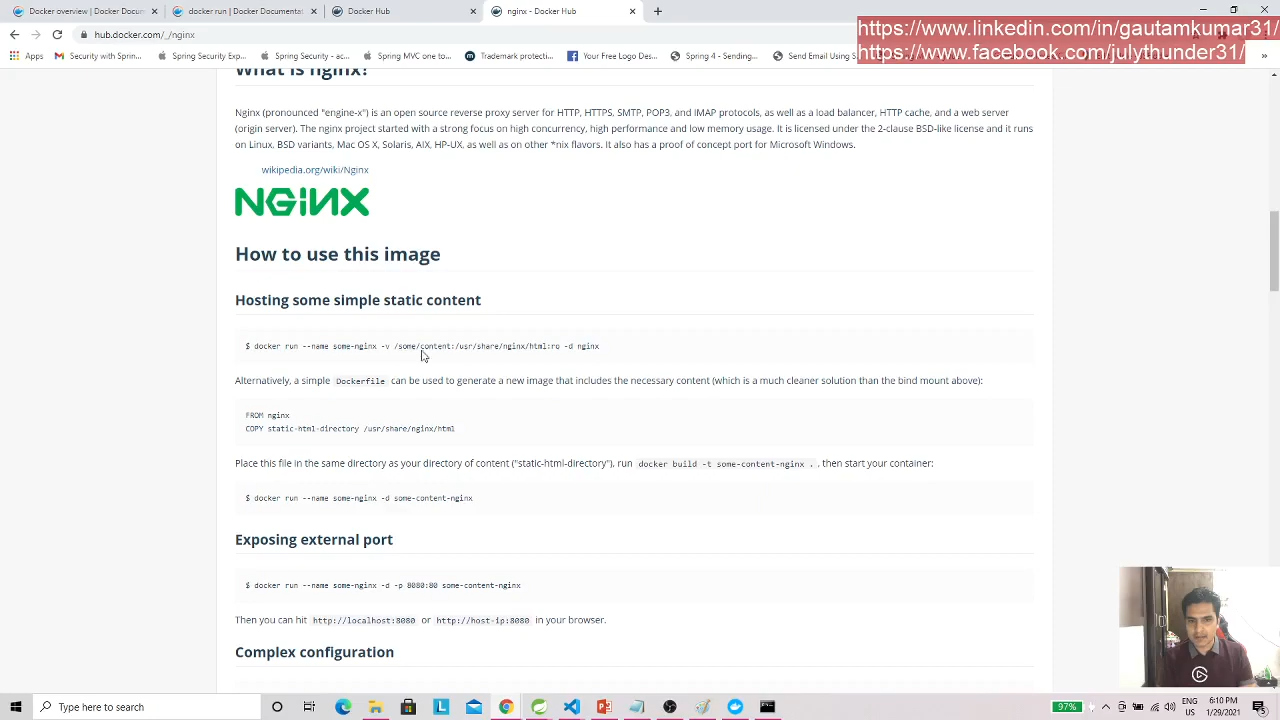 Docker overview | Docker Docume
docker run | Docker Documentati
Docker Hub
nginx - Docker Hub
hub.docker.com/_/nginx
https://www.linkedin.com/in/gautamkumar31/
Apps
Security with Sprin...
Spring Security Exp...
Spring Security - ac...
Spring MVC one to...
Trademark protectio...
Your Free Logo Des...
Spring 4 - Sending...
Send Email Using S
https://www.facebook.com/julythunder31/
What is nginx?
Nginx (pronounced "engine-x") is an open source reverse proxy server for HTTP, HTTPS, SMTP, POP3, and IMAP protocols, as well as a load balancer, HTTP cache, and a web server
(origin server). The nginx project started with a strong focus on high concurrency, high performance and low memory usage. It is licensed under the 2-clause BSD-like license and it runs
on Linux, BSD variants, Mac OS X, Solaris, AIX, HP-UX, as well as on other *nix flavors. It also has a proof of concept port for Microsoft Windows.
wikipedia.org/wiki/Nginx
NGINX
How to use this image
Hosting some simple static content
$ docker run --name some-nginx -v /some/content:/usr/share/nginx/html:ro -d nginx
Alternatively, a simple Dockerfile can be used to generate a new image that includes the necessary content (which is a much cleaner solution than the bind mount above):
FROM nginx
COPY static-html-directory /usr/share/nginx/html
Place this file in the same directory as your directory of content ("static-html-directory"), run docker build -t some-content-nginx . , then start your container:
$ docker run --name some-nginx -d some-content-nginx
Exposing external port
$ docker run --name some-nginx -d -p 8080:80 some-content-nginx
Then you can hit http://localhost:8080 or http://host-ip:8080 in your browser.
Complex configuration
Type here to search
97%
ENG
US
6:10 PM
1/29/2021